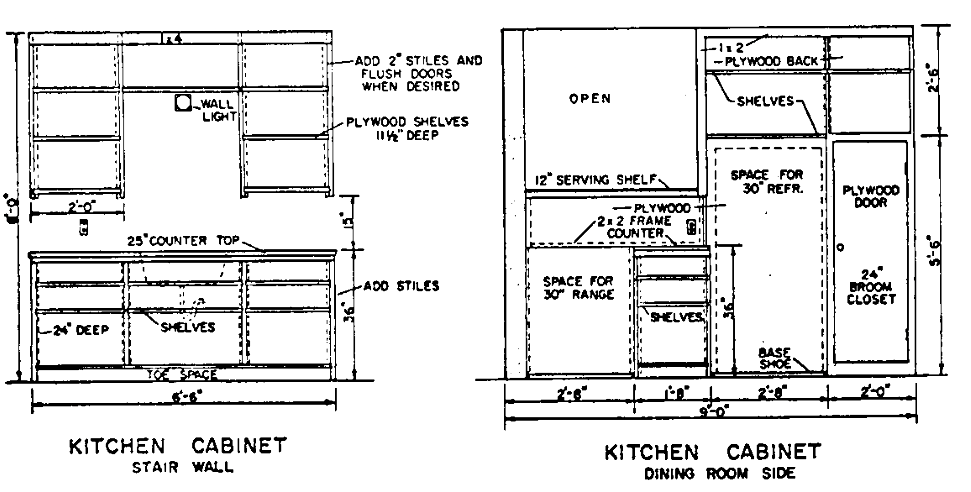 1x4
ADD 2" STILES AND
FLUSH DOORS
WHEN DESIRED
WALL
LIGHT
PLYWOOD SHELVES
11½" DEEP
2'-0"
15"
25" COUNTER TOP
ADD STILES
36"
24" DEEP
SHELVES
TOE SPACE
6'-6"
KITCHEN CABINET
STAIR WALL
1x2
PLYWOOD BACK
OPEN
SHELVES
2'-6"
12" SERVING SHELF
SPACE FOR
30" REFR.
PLYWOOD
2x2 FRAME
COUNTER
PLYWOOD
DOOR
5'-6"
SPACE FOR
30" RANGE
SHELVES
36"
24"
BROOM
CLOSET
BASE
SHOE
1'-8"
2'-8"
2'-0"
9'-0"
KITCHEN CABINET
DINING ROOM SIDE